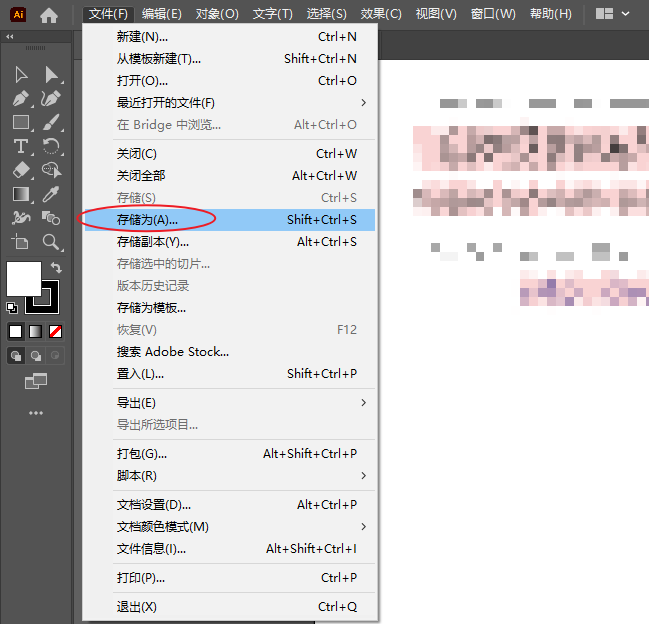 Ai 文件(F) 编辑(E) 对象(O) 文字(T) 选择(S) 效果(C) 视图(V) 窗口(W) 帮助(H)
新建(N)... Ctrl+N
从模板新建(T)... Shift+Ctrl+N
打开(O)... Ctrl+O
最近打开的文件(F)
在 Bridge 中浏览... Alt+Ctrl+O
关闭(C) Ctrl+W
关闭全部 Alt+Ctrl+W
存储(S) Ctrl+S
存储为(A)... Shift+Ctrl+S
存储副本(Y)... Alt+Ctrl+S
存储选中的切片...
版本历史记录
存储为模板...
恢复(V) F12
搜索 Adobe Stock...
置入(L)... Shift+Ctrl+P
导出(E)
导出所选项目...
打包(G)... Alt+Shift+Ctrl+P
脚本(R)
文档设置(D)... Alt+Ctrl+P
文档颜色模式(M)
文件信息(I)... Alt+Shift+Ctrl+I
打印(P)... Ctrl+P
退出(X) Ctrl+Q